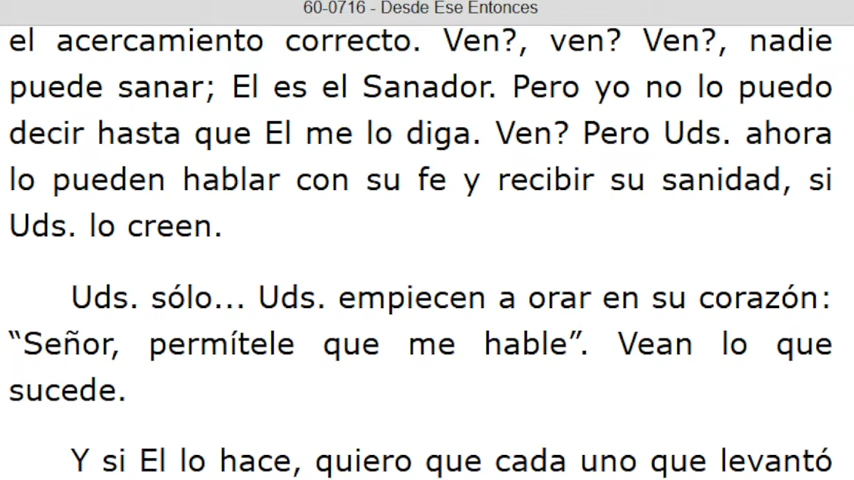 60-0716 - Desde Ese Entonces
el acercamiento correcto. Ven?, ven? Ven?, nadie
puede sanar; El es el Sanador. Pero yo no lo puedo
decir hasta que El me lo diga. Ven? Pero Uds. ahora
lo pueden hablar con su fe y recibir su sanidad, si
Uds. lo creen.
Uds. sólo... Uds. empiecen a orar en su corazón:
“Señor, permítele que me hable”. Vean lo que
sucede.
Y si El lo hace, quiero que cada uno que levantó